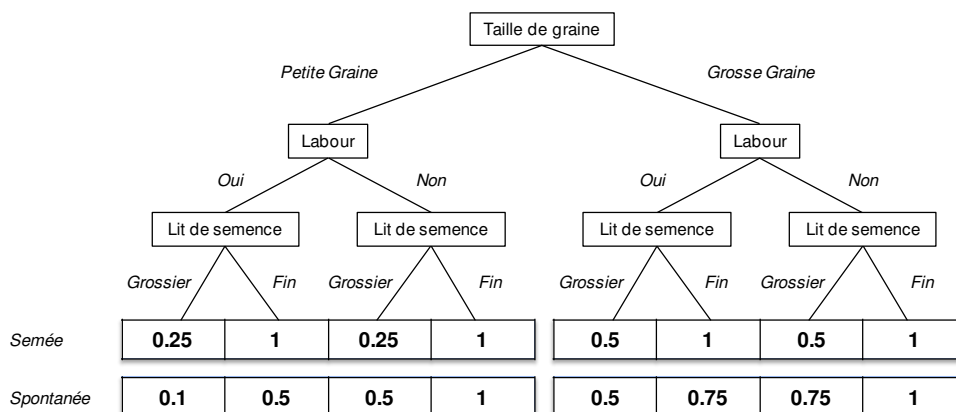 Taille de graine
Petite Graine Grosse Graine
Labour Labour
Oui Non Oui Non
Lit de semence Lit de semence Lit de semence Lit de semence
Grossier Fin Grossier Fin Grossier Fin Grossier Fin
Semée 0.25 1 0.25 1 0.5 1 0.5 1
Spontanée 0.1 0.5 0.5 1 0.5 0.75 0.75 1